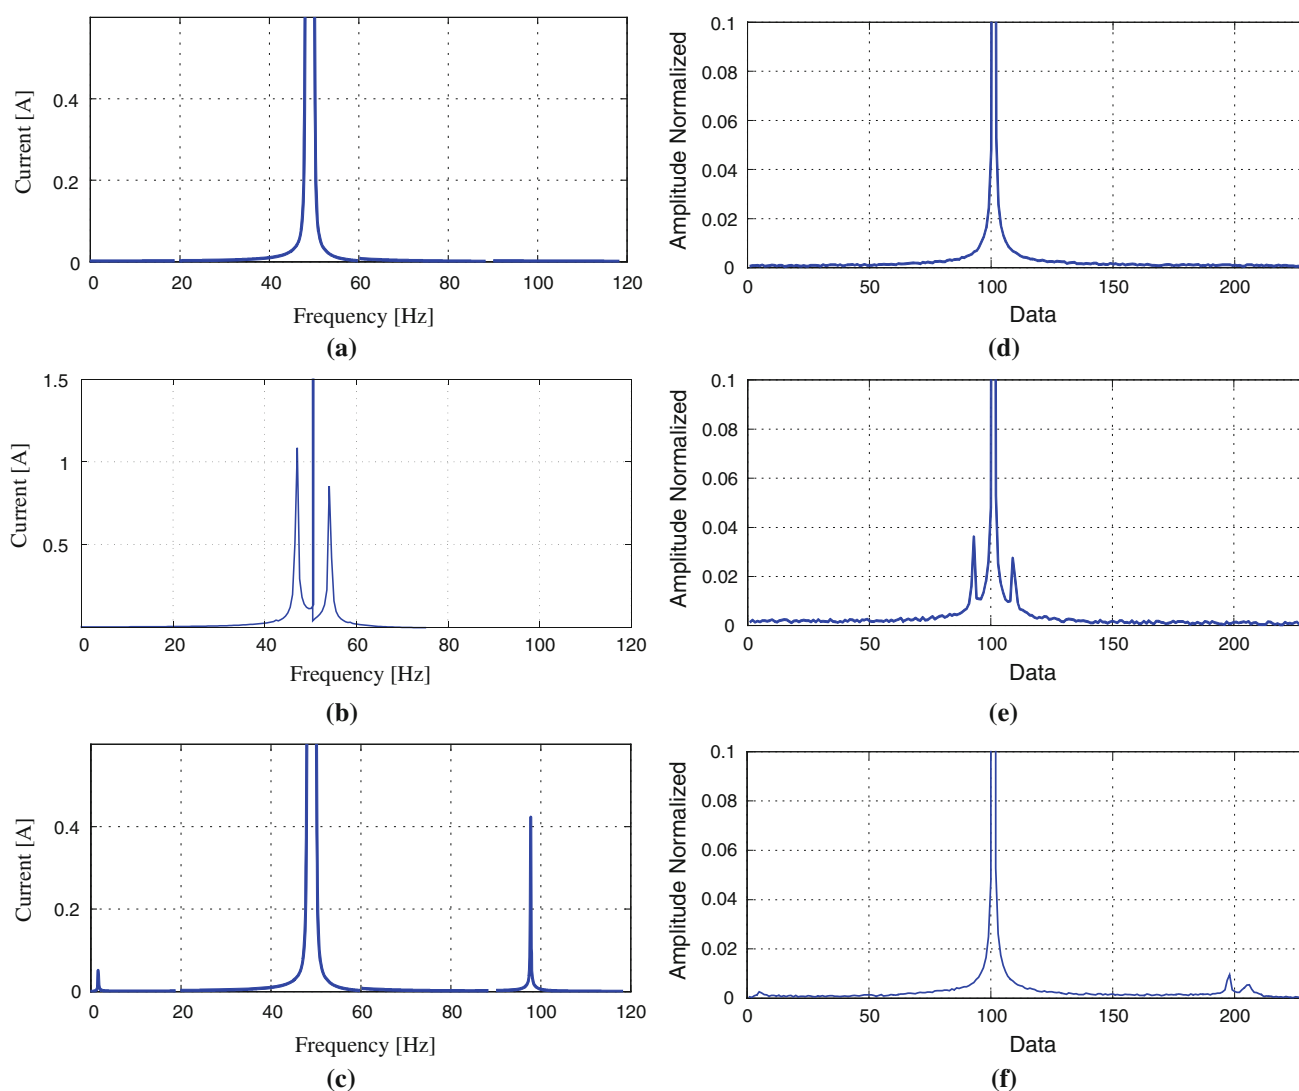 Current [A]
0.4
0.2
0
0 20 40 60 80 100 120
Frequency [Hz]
(a)
Amplitude Normalized
0.1
0.08
0.06
0.04
0.02
0
0 50 100 150 200
Data
(d)
Current [A]
1.5
1
0.5
0 20 40 60 80 100 120
Frequency [Hz]
(b)
Amplitude Normalized
0.1
0.08
0.06
0.04
0.02
0
0 50 100 150 200
Data
(e)
Current [A]
0.4
0.2
0
0 20 40 60 80 100 120
Frequency [Hz]
(c)
Amplitude Normalized
0.1
0.08
0.06
0.04
0.02
0
0 50 100 150 200
Data
(f)